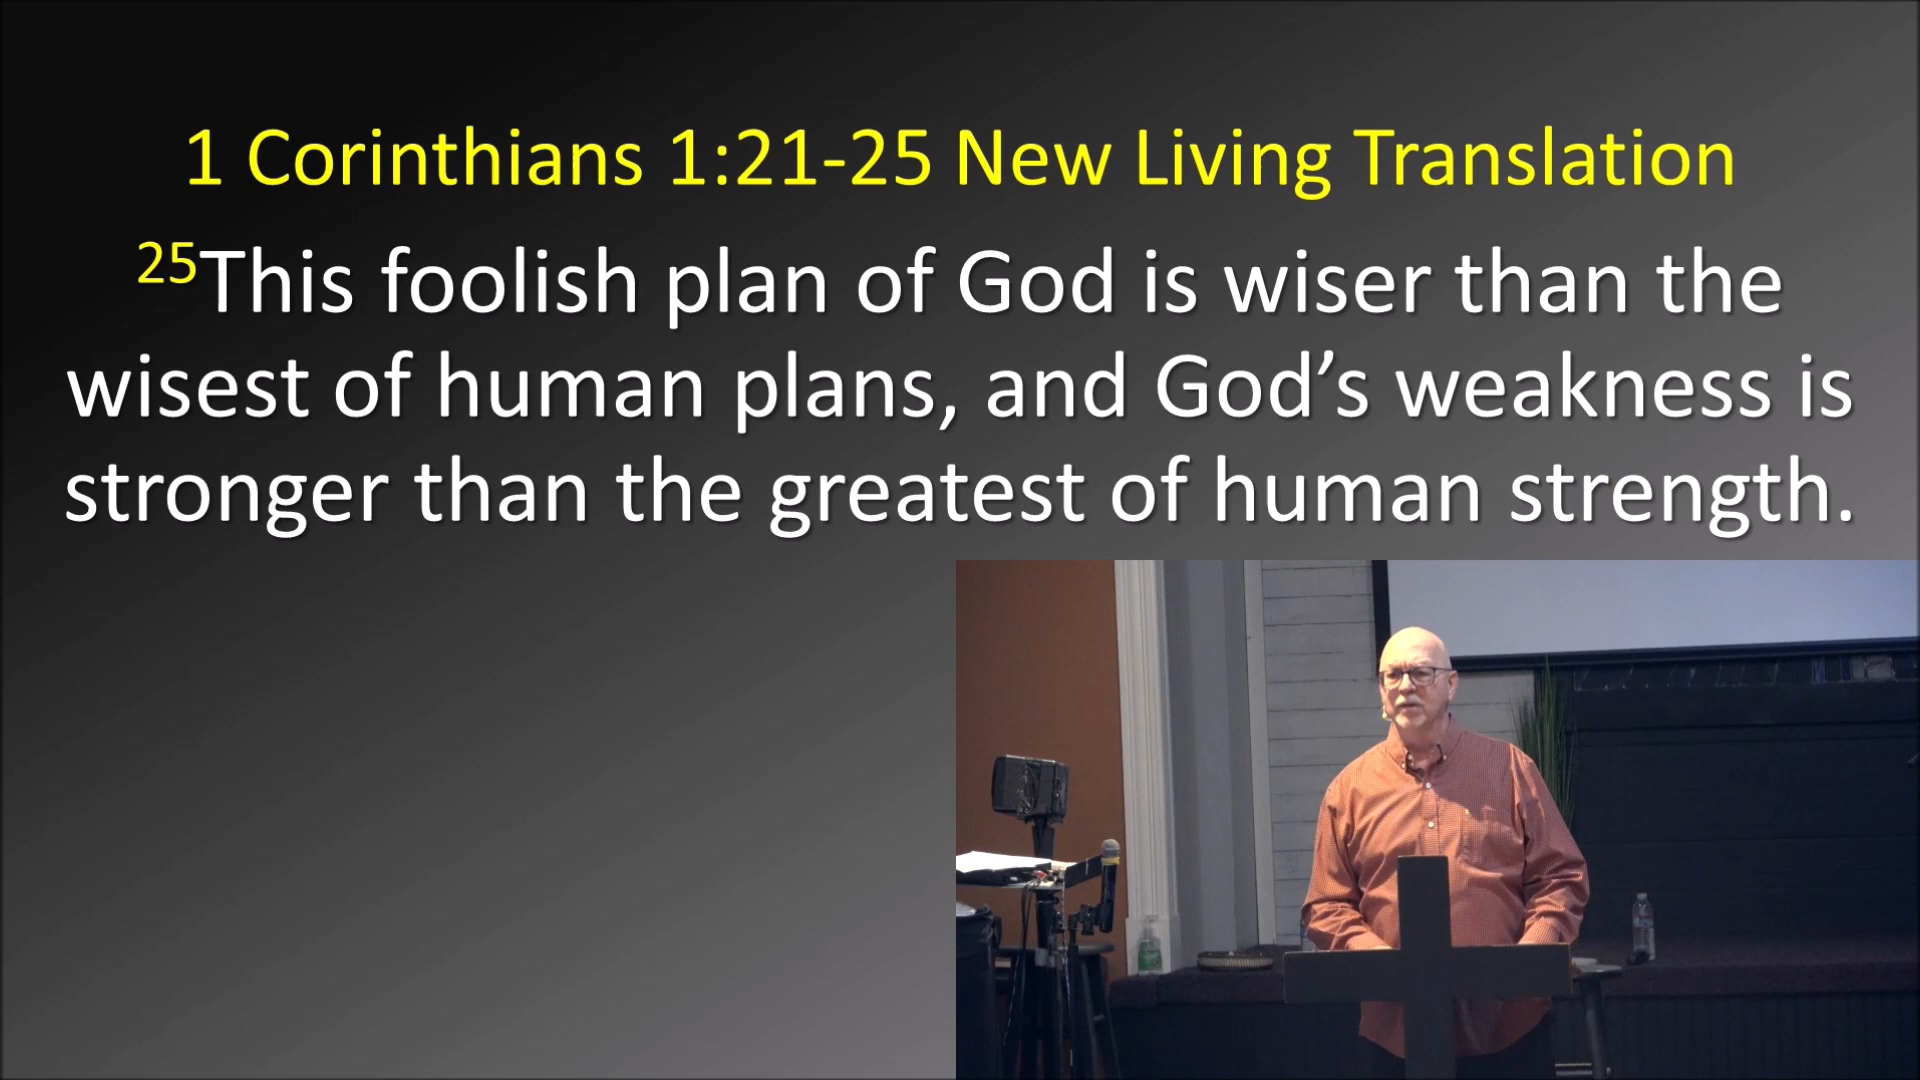 1 Corinthians 1:21-25 New Living Translation
25This foolish plan of God is wiser than the
wisest of human plans, and God’s weakness is
stronger than the greatest of human strength.